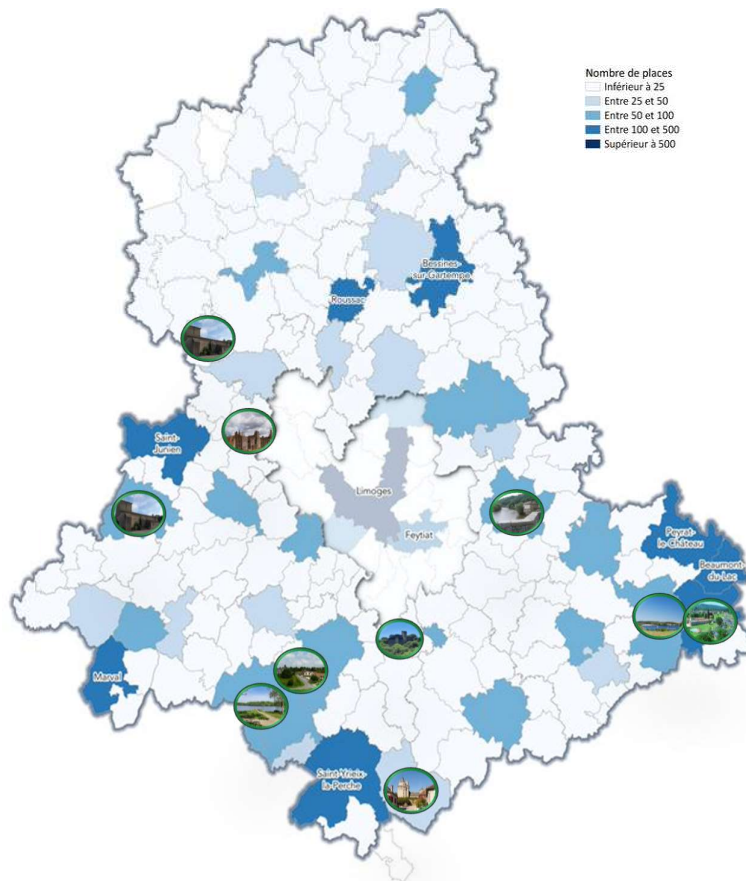 Nombre de places
Inférieur à 25
Entre 25 et 50
Entre 50 et 100
Entre 100 et 500
Supérieur à 500
Bessines-
sur-Gartempe
Roussac
Saint-
Junien
Limoges
Feytiat
Peyrat-
le-Château
Beaumont-
du-Lac
Marval
Saint-Yrieix-
la-Perche